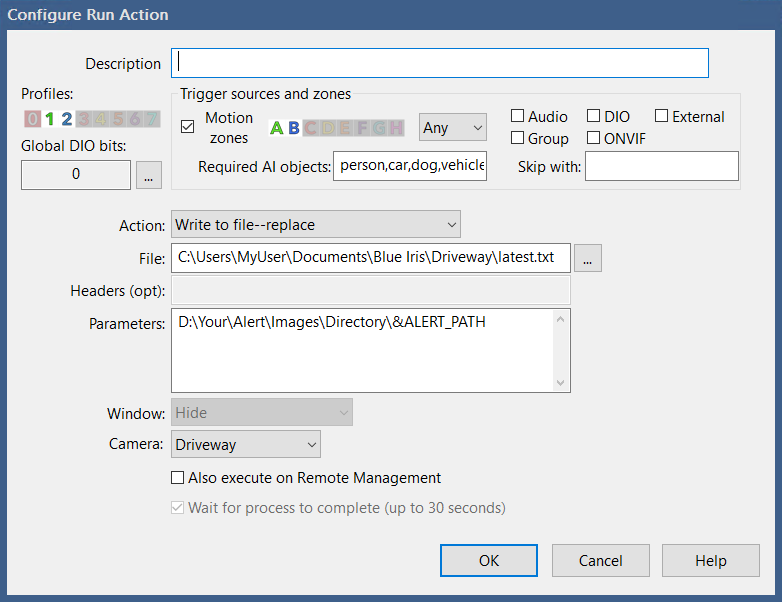 Configure Run Action
Description
Profiles:
0 1 2 3 4 5 6 7
Global DIO bits:
0
...
Trigger sources and zones
Motion zones
A B C D E F G H
Any
Audio
DIO
External
Group
ONVIF
Required AI objects:
person,car,dog,vehicle
Skip with:
Action:
Write to file--replace
File:
C:\Users\MyUser\Documents\Blue Iris\Driveway\latest.txt
...
Headers (opt):
Parameters:
D:\Your\Alert\Images\Directory\&ALERT_PATH
Window:
Hide
Camera:
Driveway
Also execute on Remote Management
Wait for process to complete (up to 30 seconds)
OK
Cancel
Help